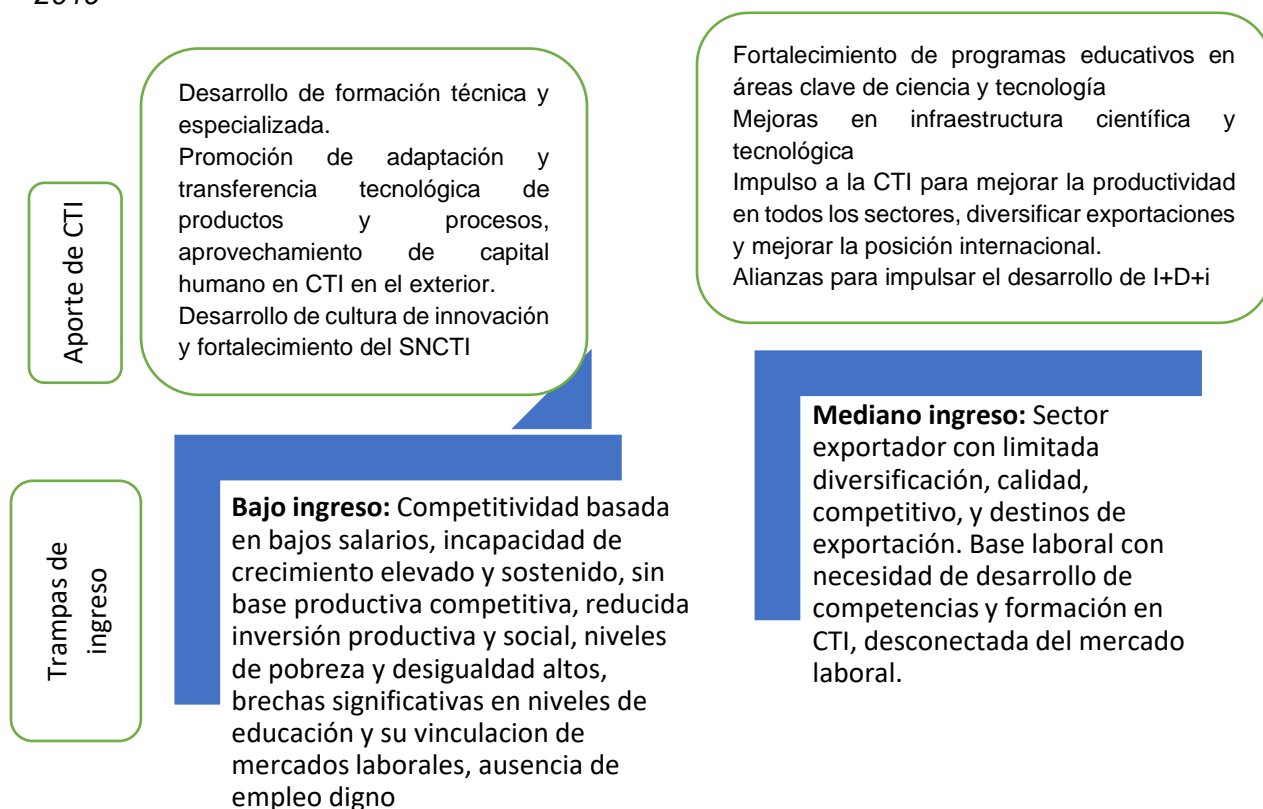 Desarrollo de formación técnica y
especializada.
Promoción de adaptación y
transferencia tecnológica de
productos y procesos,
aprovechamiento de capital
humano en CTI en el exterior.
Desarrollo de cultura de innovación
y fortalecimiento del SNCTI
Fortalecimiento de programas educativos en
áreas clave de ciencia y tecnología
Mejoras en infraestructura científica y
tecnológica
Impulso a la CTI para mejorar la productividad
en todos los sectores, diversificar exportaciones
y mejorar la posición internacional.
Alianzas para impulsar el desarrollo de I+D+i
Aporte de CTI
Trampas de
ingreso
Bajo ingreso: Competitividad basada
en bajos salarios, incapacidad de
crecimiento elevado y sostenido, sin
base productiva competitiva, reducida
inversión productiva y social, niveles
de pobreza y desigualdad altos,
brechas significativas en niveles de
educación y su vinculacion de
mercados laborales, ausencia de
empleo digno
Mediano ingreso: Sector
exportador con limitada
diversificación, calidad,
competitivo, y destinos de
exportación. Base laboral con
necesidad de desarrollo de
competencias y formación en
CTI, desconectada del mercado
laboral.